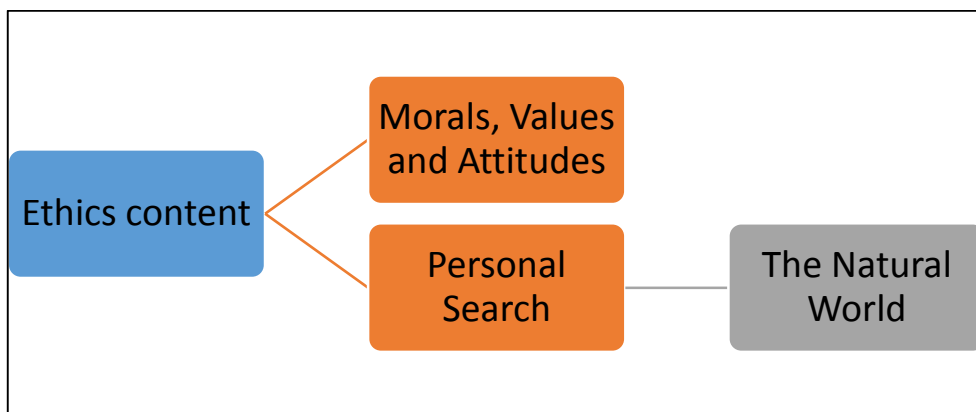 Ethics content
Morals, Values
and Attitudes
Personal
Search
The Natural
World